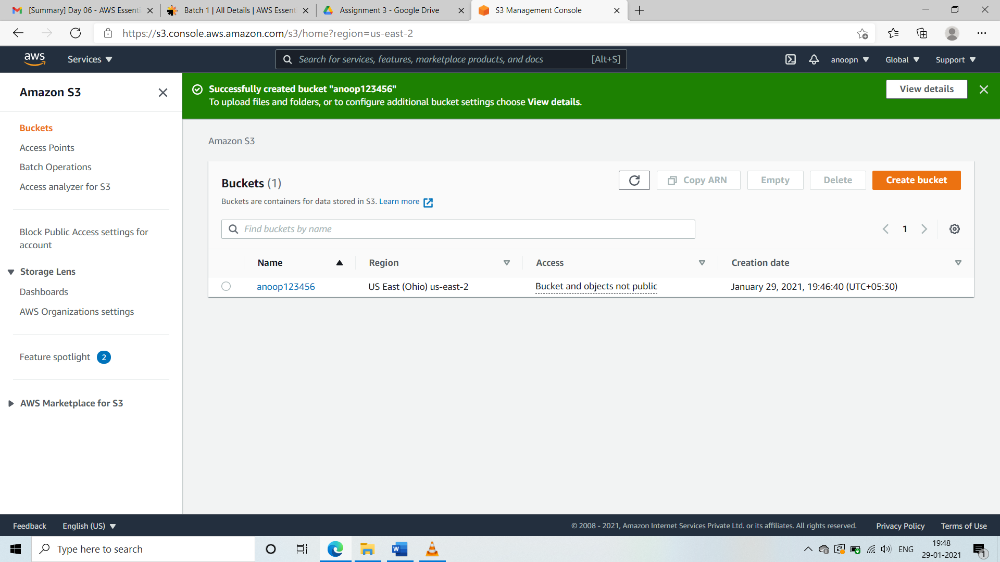 [Summary] Day 06 - AWS Essenti
Batch 1 | All Details | AWS Essent
Assignment 3 - Google Drive
S3 Management Console
https://s3.console.aws.amazon.com/s3/home?region=us-east-2
aws
Services
Search for services, features, marketplace products, and docs
[Alt+S]
anoopn
Global
Support
Amazon S3
Buckets
Access Points
Batch Operations
Access analyzer for S3
Block Public Access settings for
account
Storage Lens
Dashboards
AWS Organizations settings
Feature spotlight 2
AWS Marketplace for S3
Successfully created bucket "anoop123456"
To upload files and folders, or to configure additional bucket settings choose View details.
View details
Amazon S3
Buckets (1)
Copy ARN
Empty
Delete
Create bucket
Buckets are containers for data stored in S3. Learn more
Find buckets by name
1
Name
Region
Access
Creation date
anoop123456
US East (Ohio) us-east-2
Bucket and objects not public
January 29, 2021, 19:46:40 (UTC+05:30)
Feedback
English (US)
© 2008 - 2021, Amazon Internet Services Private Ltd. or its affiliates. All rights reserved.
Privacy Policy
Terms of Use
Type here to search
W
ENG
19:48
29-01-2021
1